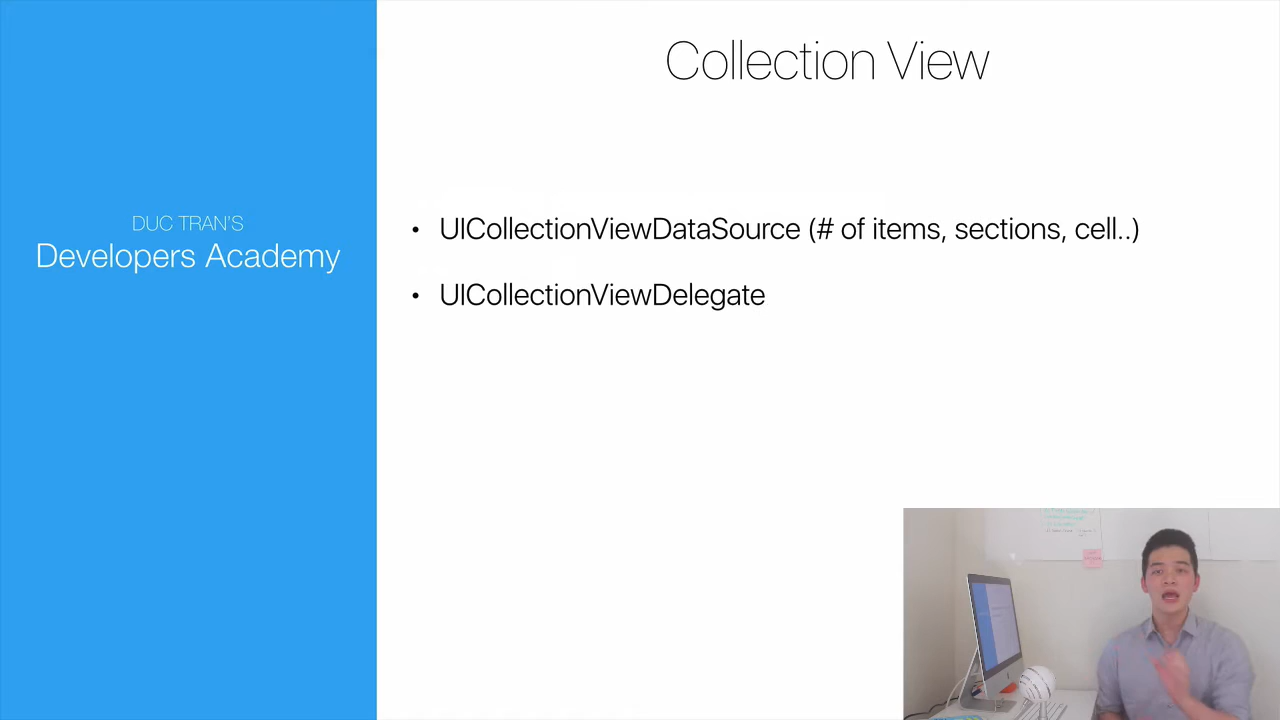 Collection View
DUC TRAN'S
Developers Academy
• UICollectionViewDataSource (# of items, sections, cell..)
• UICollectionViewDelegate